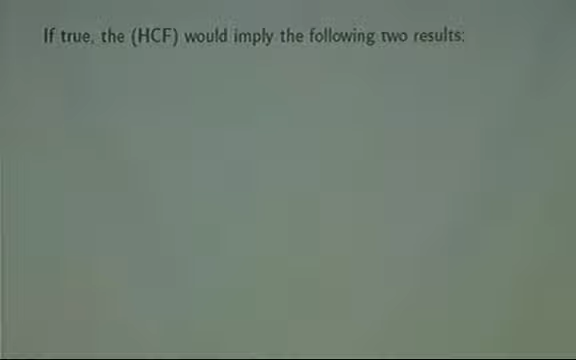 If true, the (HCF) would imply the following two results: